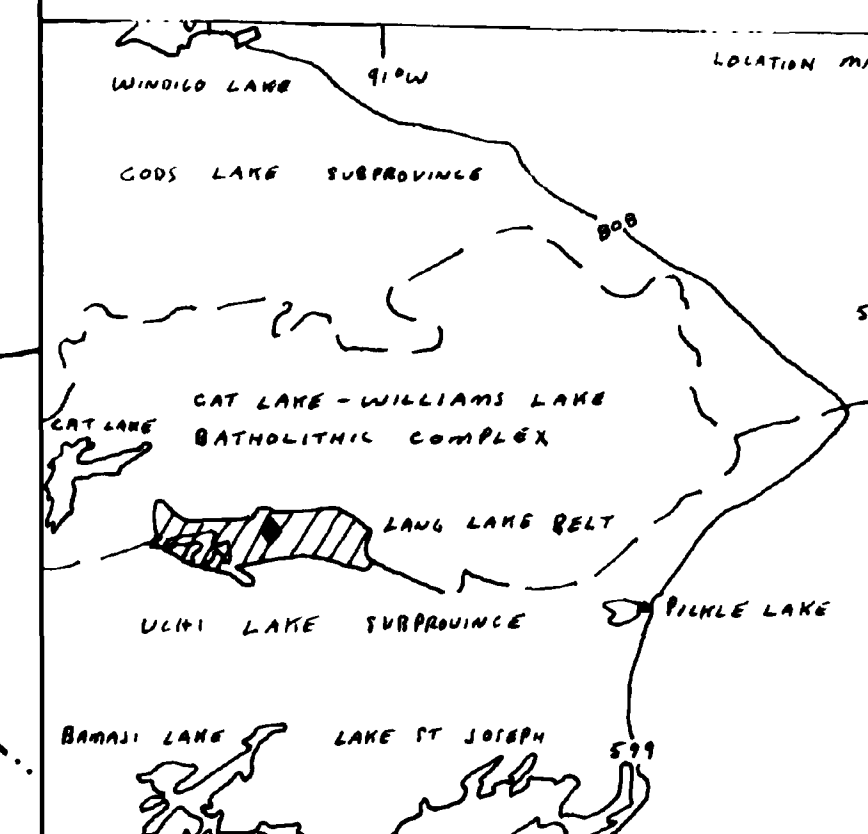 LOCATION
WINDIGO LAKE
91°W
GODS LAKE SUBPROVINCE
808
5
CAT LAKE - WILLIAMS LAKE
BATHOLITHIC COMPLEX
CAT LAKE
LANG LAKE BELT
PICKLE LAKE
UCHI LAKE SUBPROVINCE
BAMAJI LAKE
LAKE ST JOSEPH
599